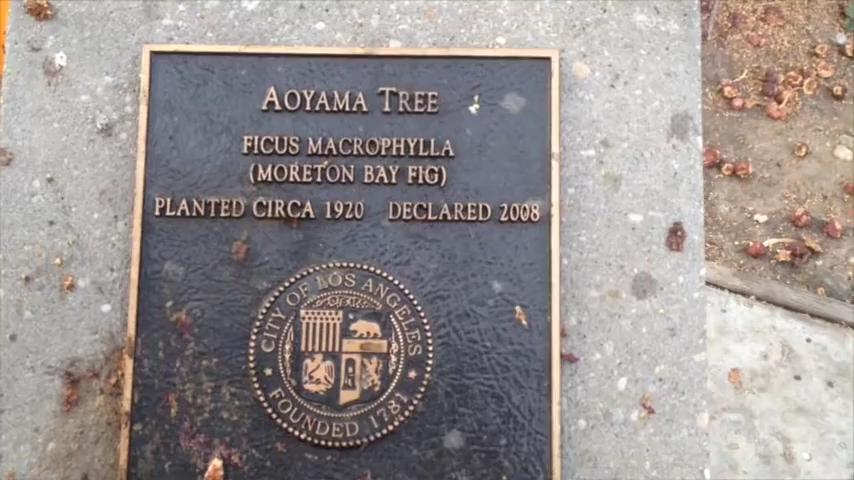 AOYAMA TREE
FICUS MACROPHYLLA
(MORETON BAY FIG)
PLANTED CIRCA 1920 DECLARED 2008
CITY OF LOS ANGELES
FOUNDED 1781